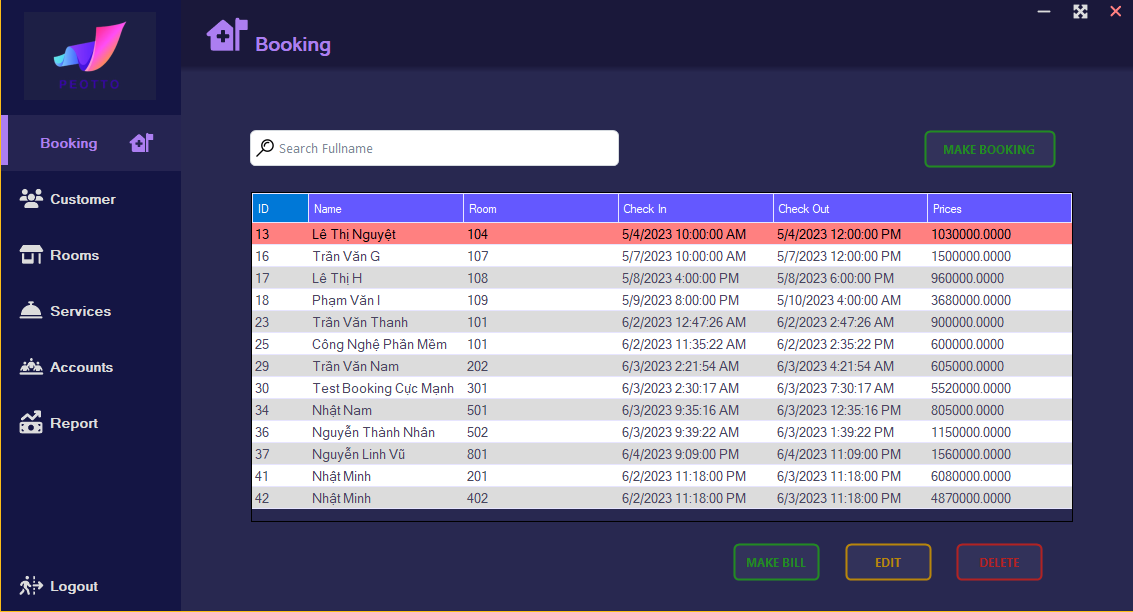 PEOTTO
Booking
Booking
Customer
Rooms
Services
Accounts
Report
Logout
Search Fullname
MAKE BOOKING
ID Name Room Check In Check Out Prices
13 Lê Thị Nguyệt 104 5/4/2023 10:00:00 AM 5/4/2023 12:00:00 PM 1030000.0000
16 Trần Văn G 107 5/7/2023 10:00:00 AM 5/7/2023 12:00:00 PM 1500000.0000
17 Lê Thị H 108 5/8/2023 4:00:00 PM 5/8/2023 6:00:00 PM 960000.0000
18 Phạm Văn I 109 5/9/2023 8:00:00 PM 5/10/2023 4:00:00 AM 3680000.0000
23 Trần Văn Thanh 101 6/2/2023 12:47:26 AM 6/2/2023 2:47:26 AM 900000.0000
25 Công Nghệ Phần Mềm 101 6/2/2023 11:35:22 AM 6/2/2023 2:35:22 PM 600000.0000
29 Trần Văn Nam 202 6/3/2023 2:21:54 AM 6/3/2023 4:21:54 AM 605000.0000
30 Test Booking Cực Mạnh 301 6/3/2023 2:30:17 AM 6/3/2023 7:30:17 AM 5520000.0000
34 Nhật Nam 501 6/3/2023 9:35:16 AM 6/3/2023 12:35:16 PM 805000.0000
36 Nguyễn Thành Nhân 502 6/3/2023 9:39:22 AM 6/3/2023 1:39:22 PM 1150000.0000
37 Nguyễn Linh Vũ 801 6/4/2023 9:09:00 PM 6/4/2023 11:09:00 PM 1560000.0000
41 Nhật Minh 201 6/2/2023 11:18:00 PM 6/3/2023 11:18:00 PM 6080000.0000
42 Nhật Minh 402 6/2/2023 11:18:00 PM 6/3/2023 11:18:00 PM 4870000.0000
MAKE BILL
EDIT
DELETE